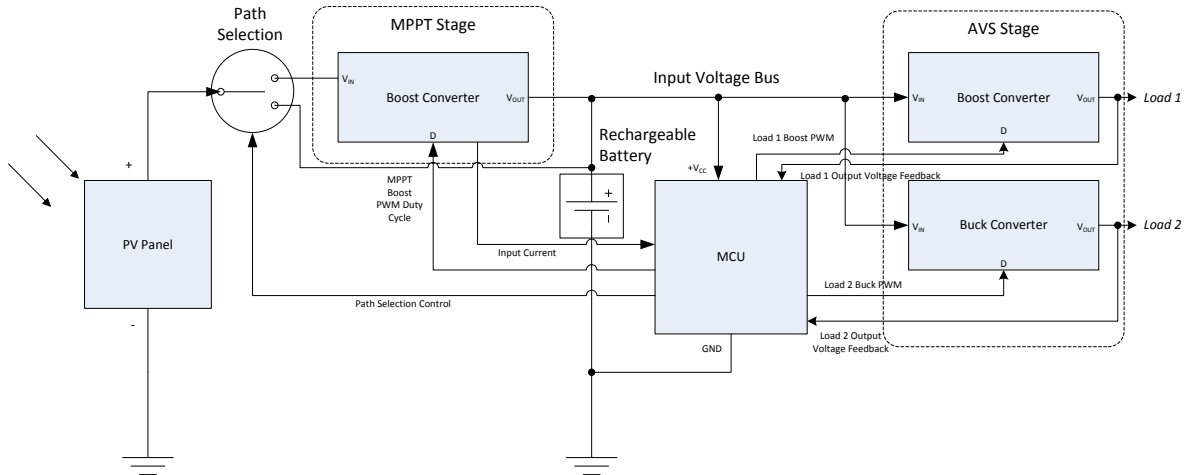 Path
Selection
MPPT Stage
AVS Stage
VIN
Boost Converter
VOUT
D
Input Voltage Bus
VIN
Boost Converter
VOUT
D
Load 1
Rechargeable
Battery
Load 1 Boost PWM
+VCC
Load 1 Output Voltage Feedback
MPPT
Boost
PWM Duty
Cycle
+
-
+
PV Panel
-
Input Current
MCU
VIN
Buck Converter
VOUT
D
Load 2
Load 2 Buck PWM
Path Selection Control
GND
Load 2 Output
Voltage Feedback